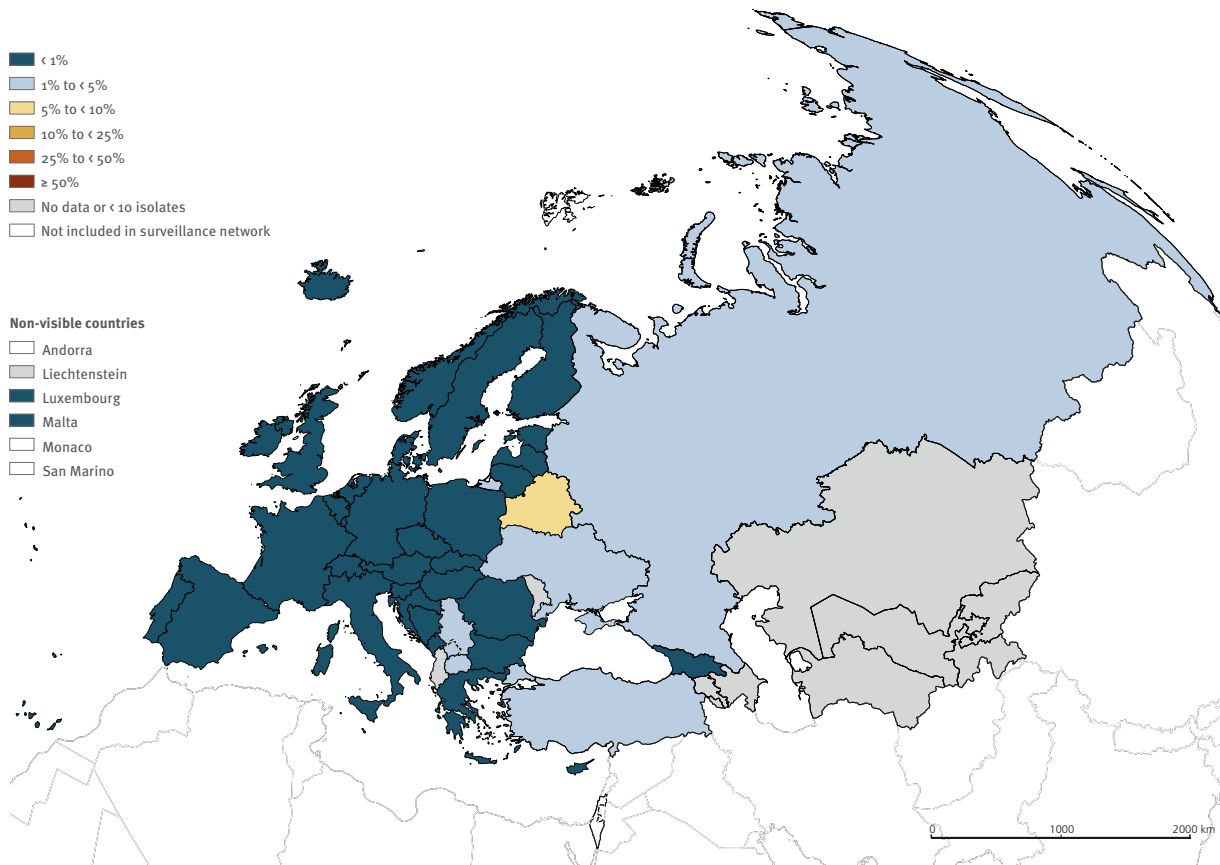 < 1%
1% to < 5%
5% to < 10%
10% to < 25%
25% to < 50%
≥ 50%
No data or < 10 isolates
Not included in surveillance network
Non-visible countries
Andorra
Liechtenstein
Luxembourg
Malta
Monaco
San Marino
0 1000 2000 km